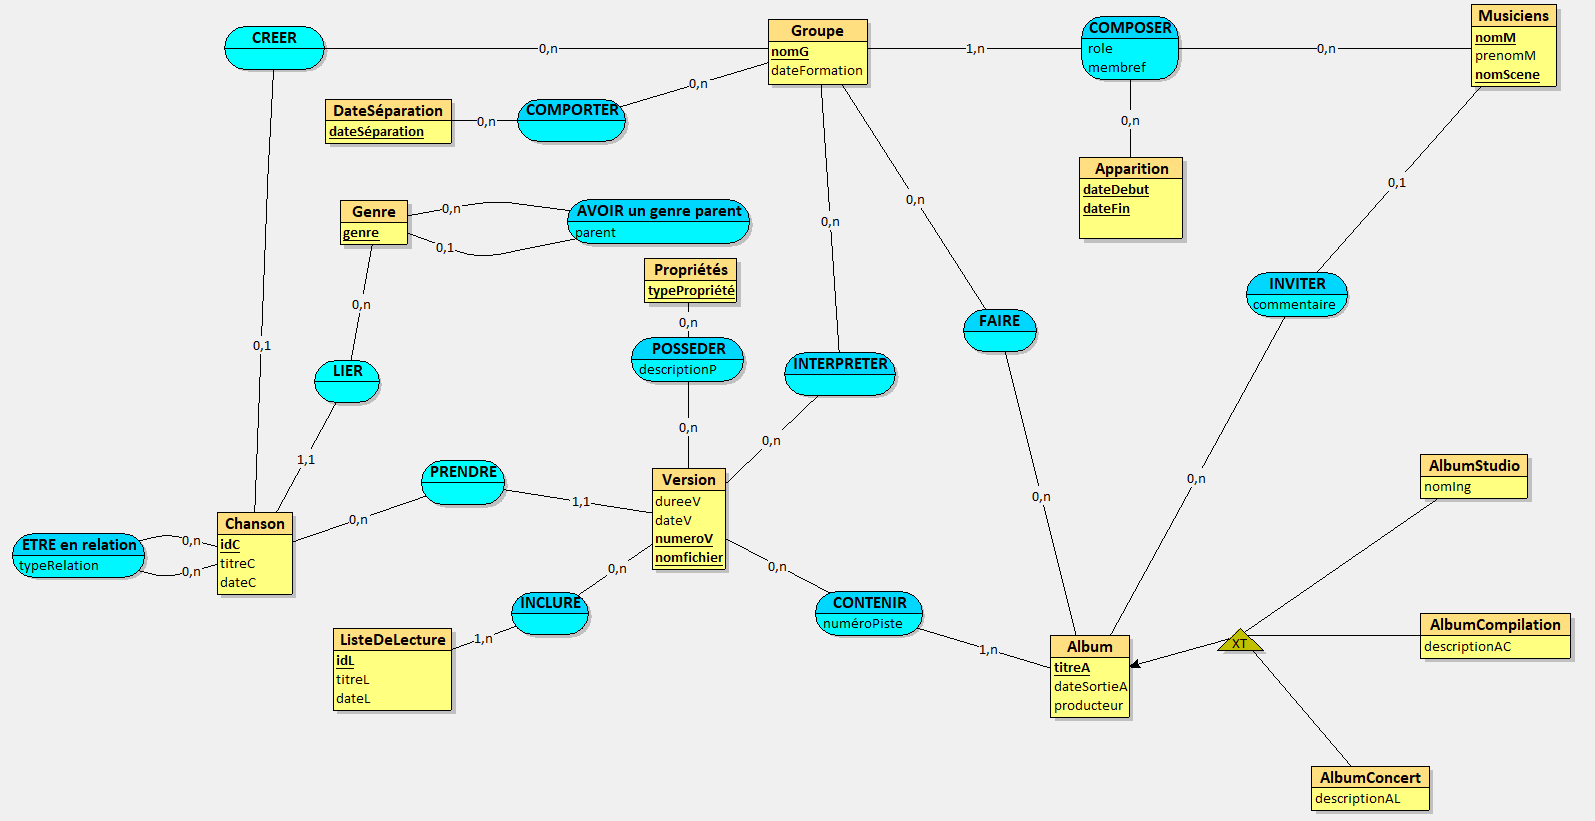 CREER
0,n
Groupe
nomG
dateFormation
1,n
COMPOSER
role
membref
0,n
Musiciens
nomM
prenomM
nomScene
DateSéparation
dateSéparation
0,n
COMPORTER
0,n
0,n
Apparition
dateDebut
dateFin
0,1
Genre
genre
0,n
0,1
AVOIR un genre parent
parent
0,n
0,n
Propriétés
typePropriété
0,n
POSSEDER
descriptionP
0,n
INTERPRETER
0,n
FAIRE
0,n
INVITER
commentaire
0,n
0,1
0,n
LIER
1,1
PRENDRE
0,n
1,1
Version
dureeV
dateV
numeroV
nomfichier
AlbumStudio
nomIng
ETRE en relation
typeRelation
0,n
0,n
Chanson
idC
titreC
dateC
0,n
INCLURE
1,n
ListeDeLecture
idL
titreL
dateL
0,n
CONTENIR
numéroPiste
1,n
Album
titreA
dateSortieA
producteur
XT
AlbumCompilation
descriptionAC
AlbumConcert
descriptionAL